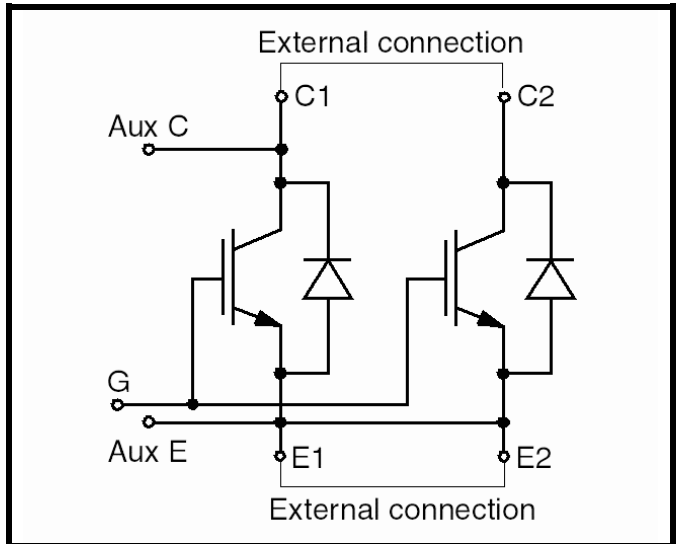 External connection
C1
C2
Aux C
G
Aux E
E1
E2
External connection